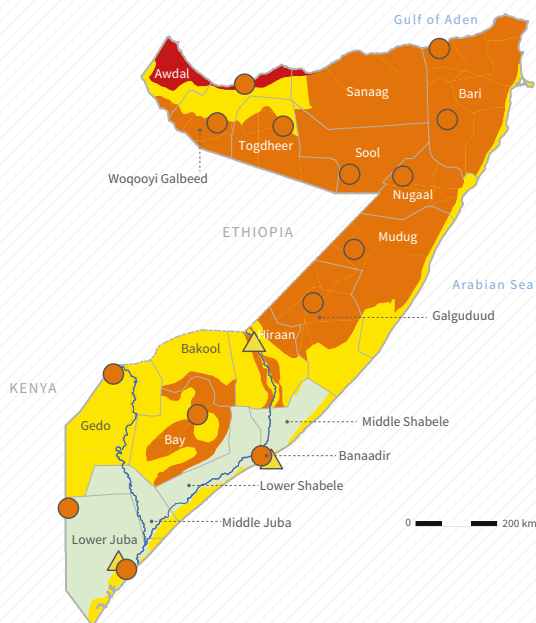 Gulf of Aden
Awdal
Sanaag
Bari
Togdheer
Sool
Woqooyi Galbeed
Nugaal
ETHIOPIA
Mudug
Arabian Sea
Galguduud
Hiraan
Bakool
KENYA
Gedo
Middle Shabele
Bay
Banaadir
Lower Shabele
Middle Juba
0 200 km
Lower Juba